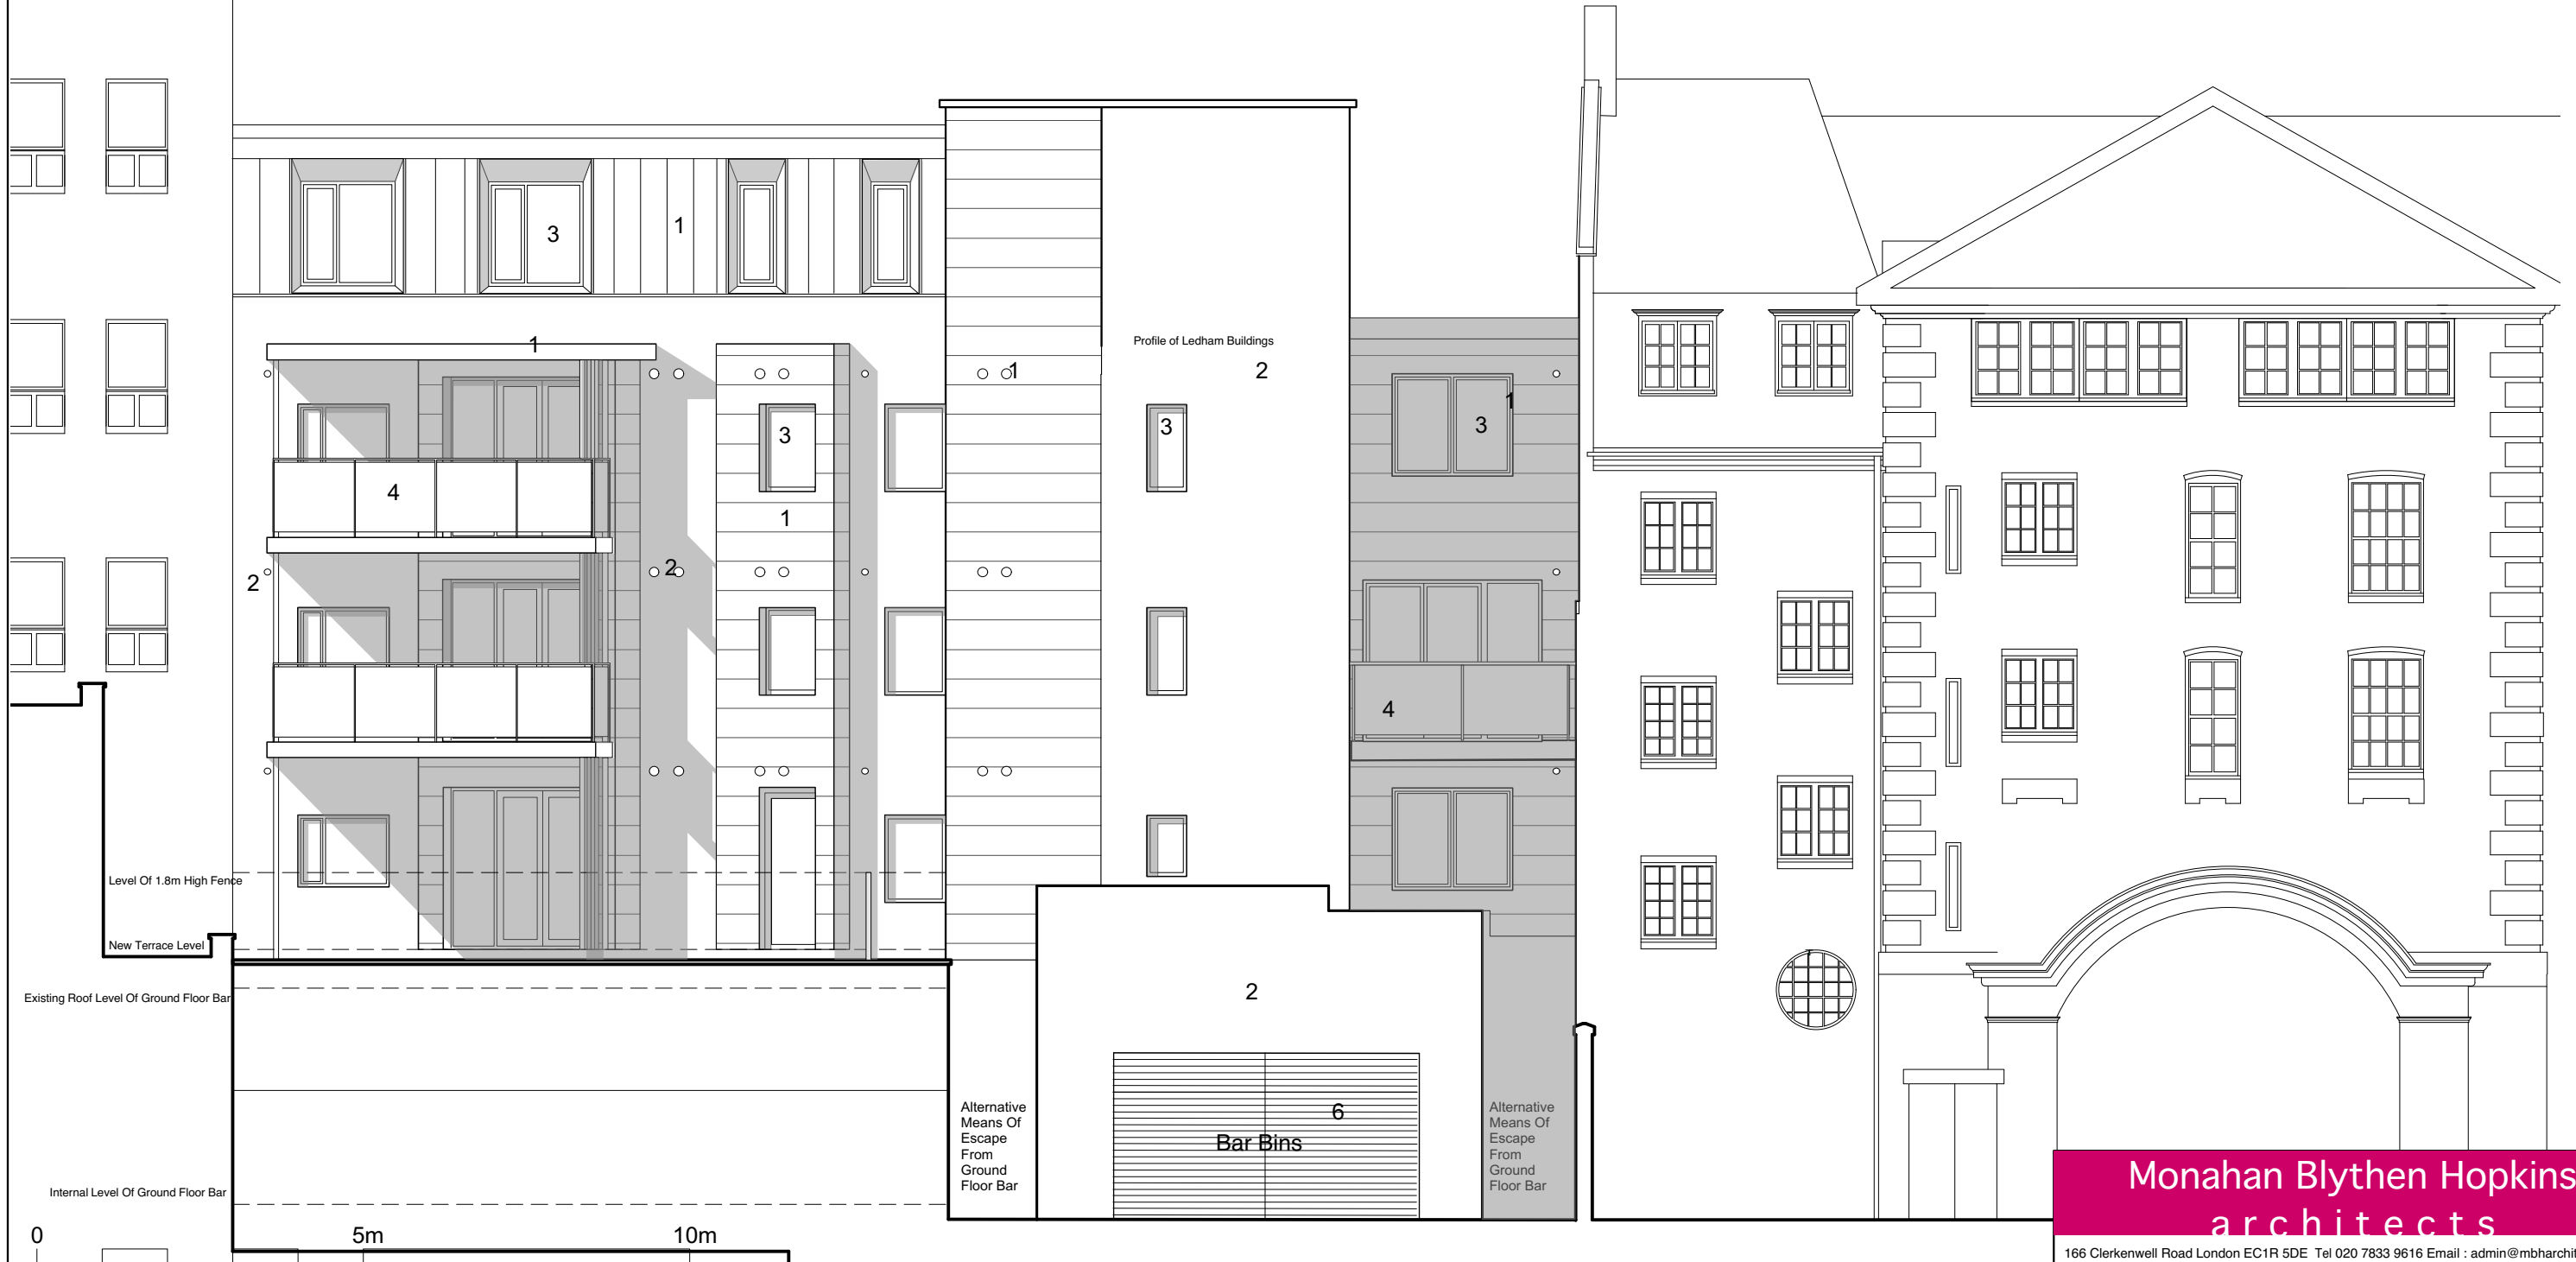 3
1
1
Profile of Ledham Buildings
1
2
1
3
3
3
4
1
2
2
4
Level Of 1.8m High Fence
New Terrace Level
Existing Roof Level Of Ground Floor Bar
2
Alternative
Means Of
Escape
From
Ground
Floor Bar
6
Bar Bins
Alternative
Means Of
Escape
From
Ground
Floor Bar
Internal Level Of Ground Floor Bar
0
5m
10m
Monahan Blythen Hopkins
architects
166 Clerkenwell Road London EC1R 5DE Tel 020 7833 9616 Email : admin@mbharchi